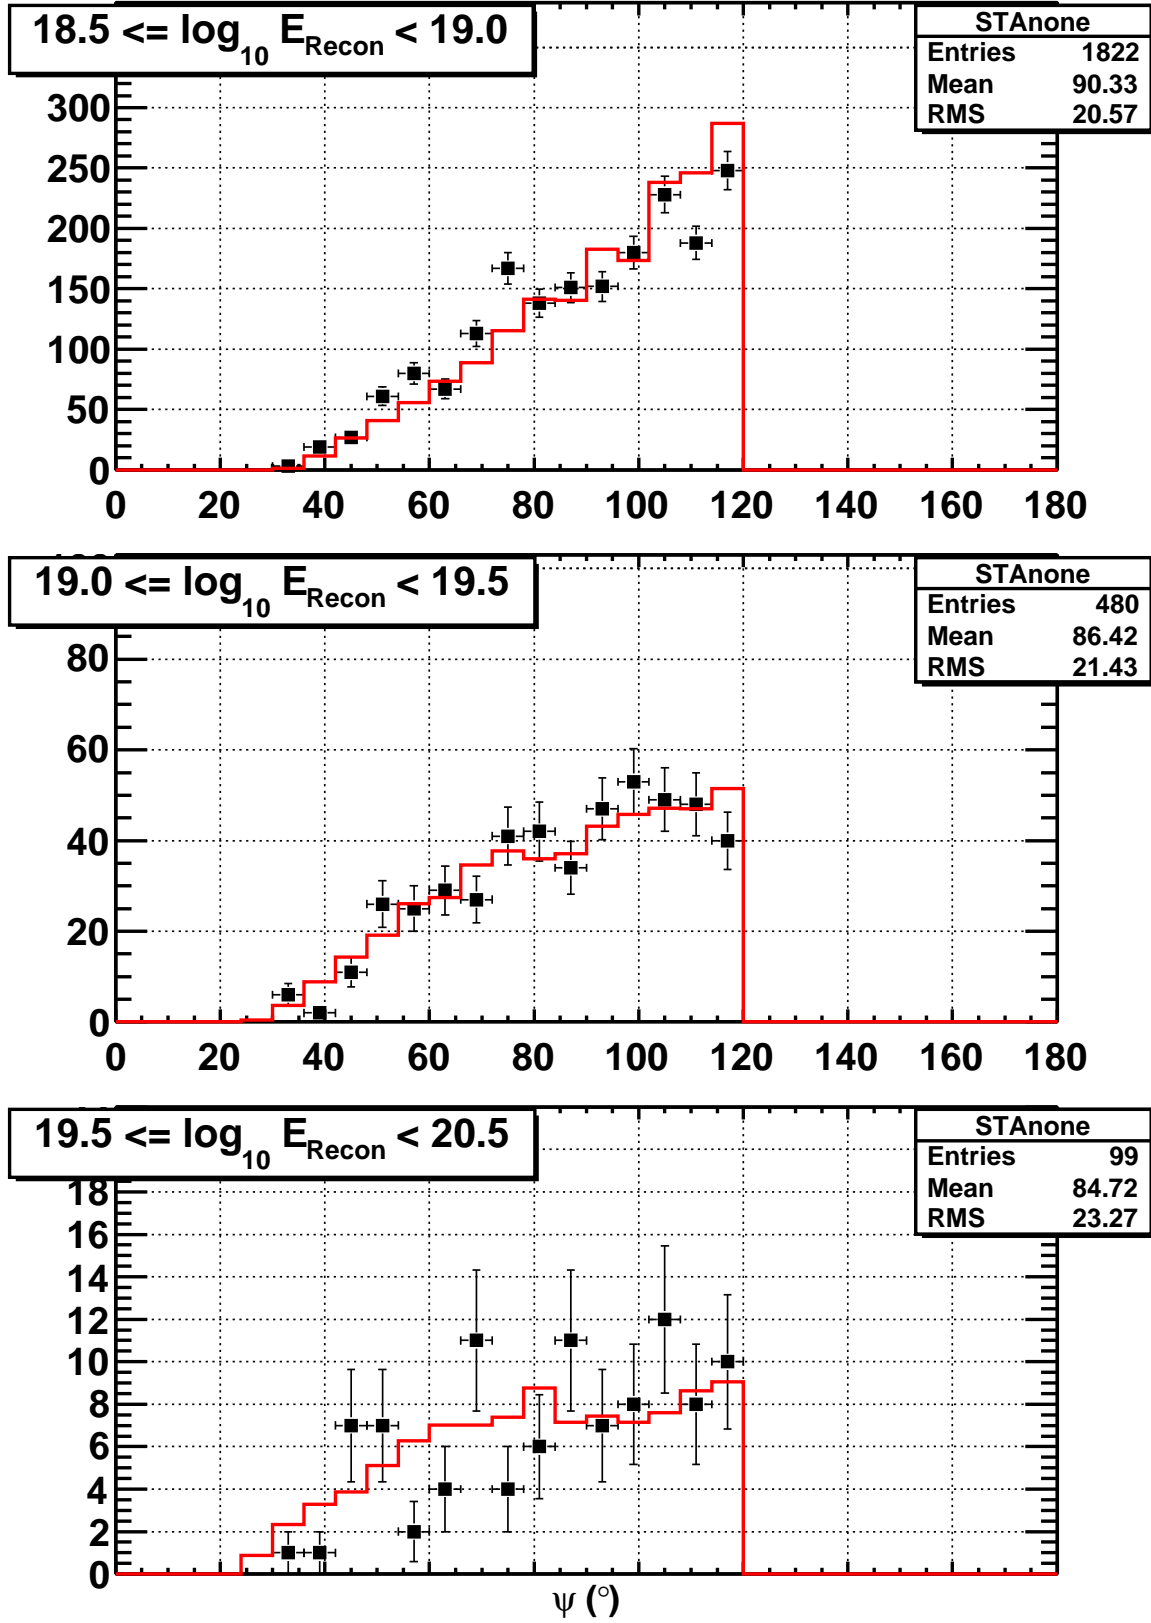 18.5 <= log10 ERecon < 19.0
STAnone
Entries 1822
Mean 90.33
RMS 20.57
300
250
200
150
100
50
0
0 20 40 60 80 100 120 140 160 180
19.0 <= log10 ERecon < 19.5
STAnone
Entries 480
Mean 86.42
RMS 21.43
80
60
40
20
0
0 20 40 60 80 100 120 140 160 180
19.5 <= log10 ERecon < 20.5
STAnone
Entries 99
Mean 84.72
RMS 23.27
18
16
14
12
10
8
6
4
2
0
ψ (°)